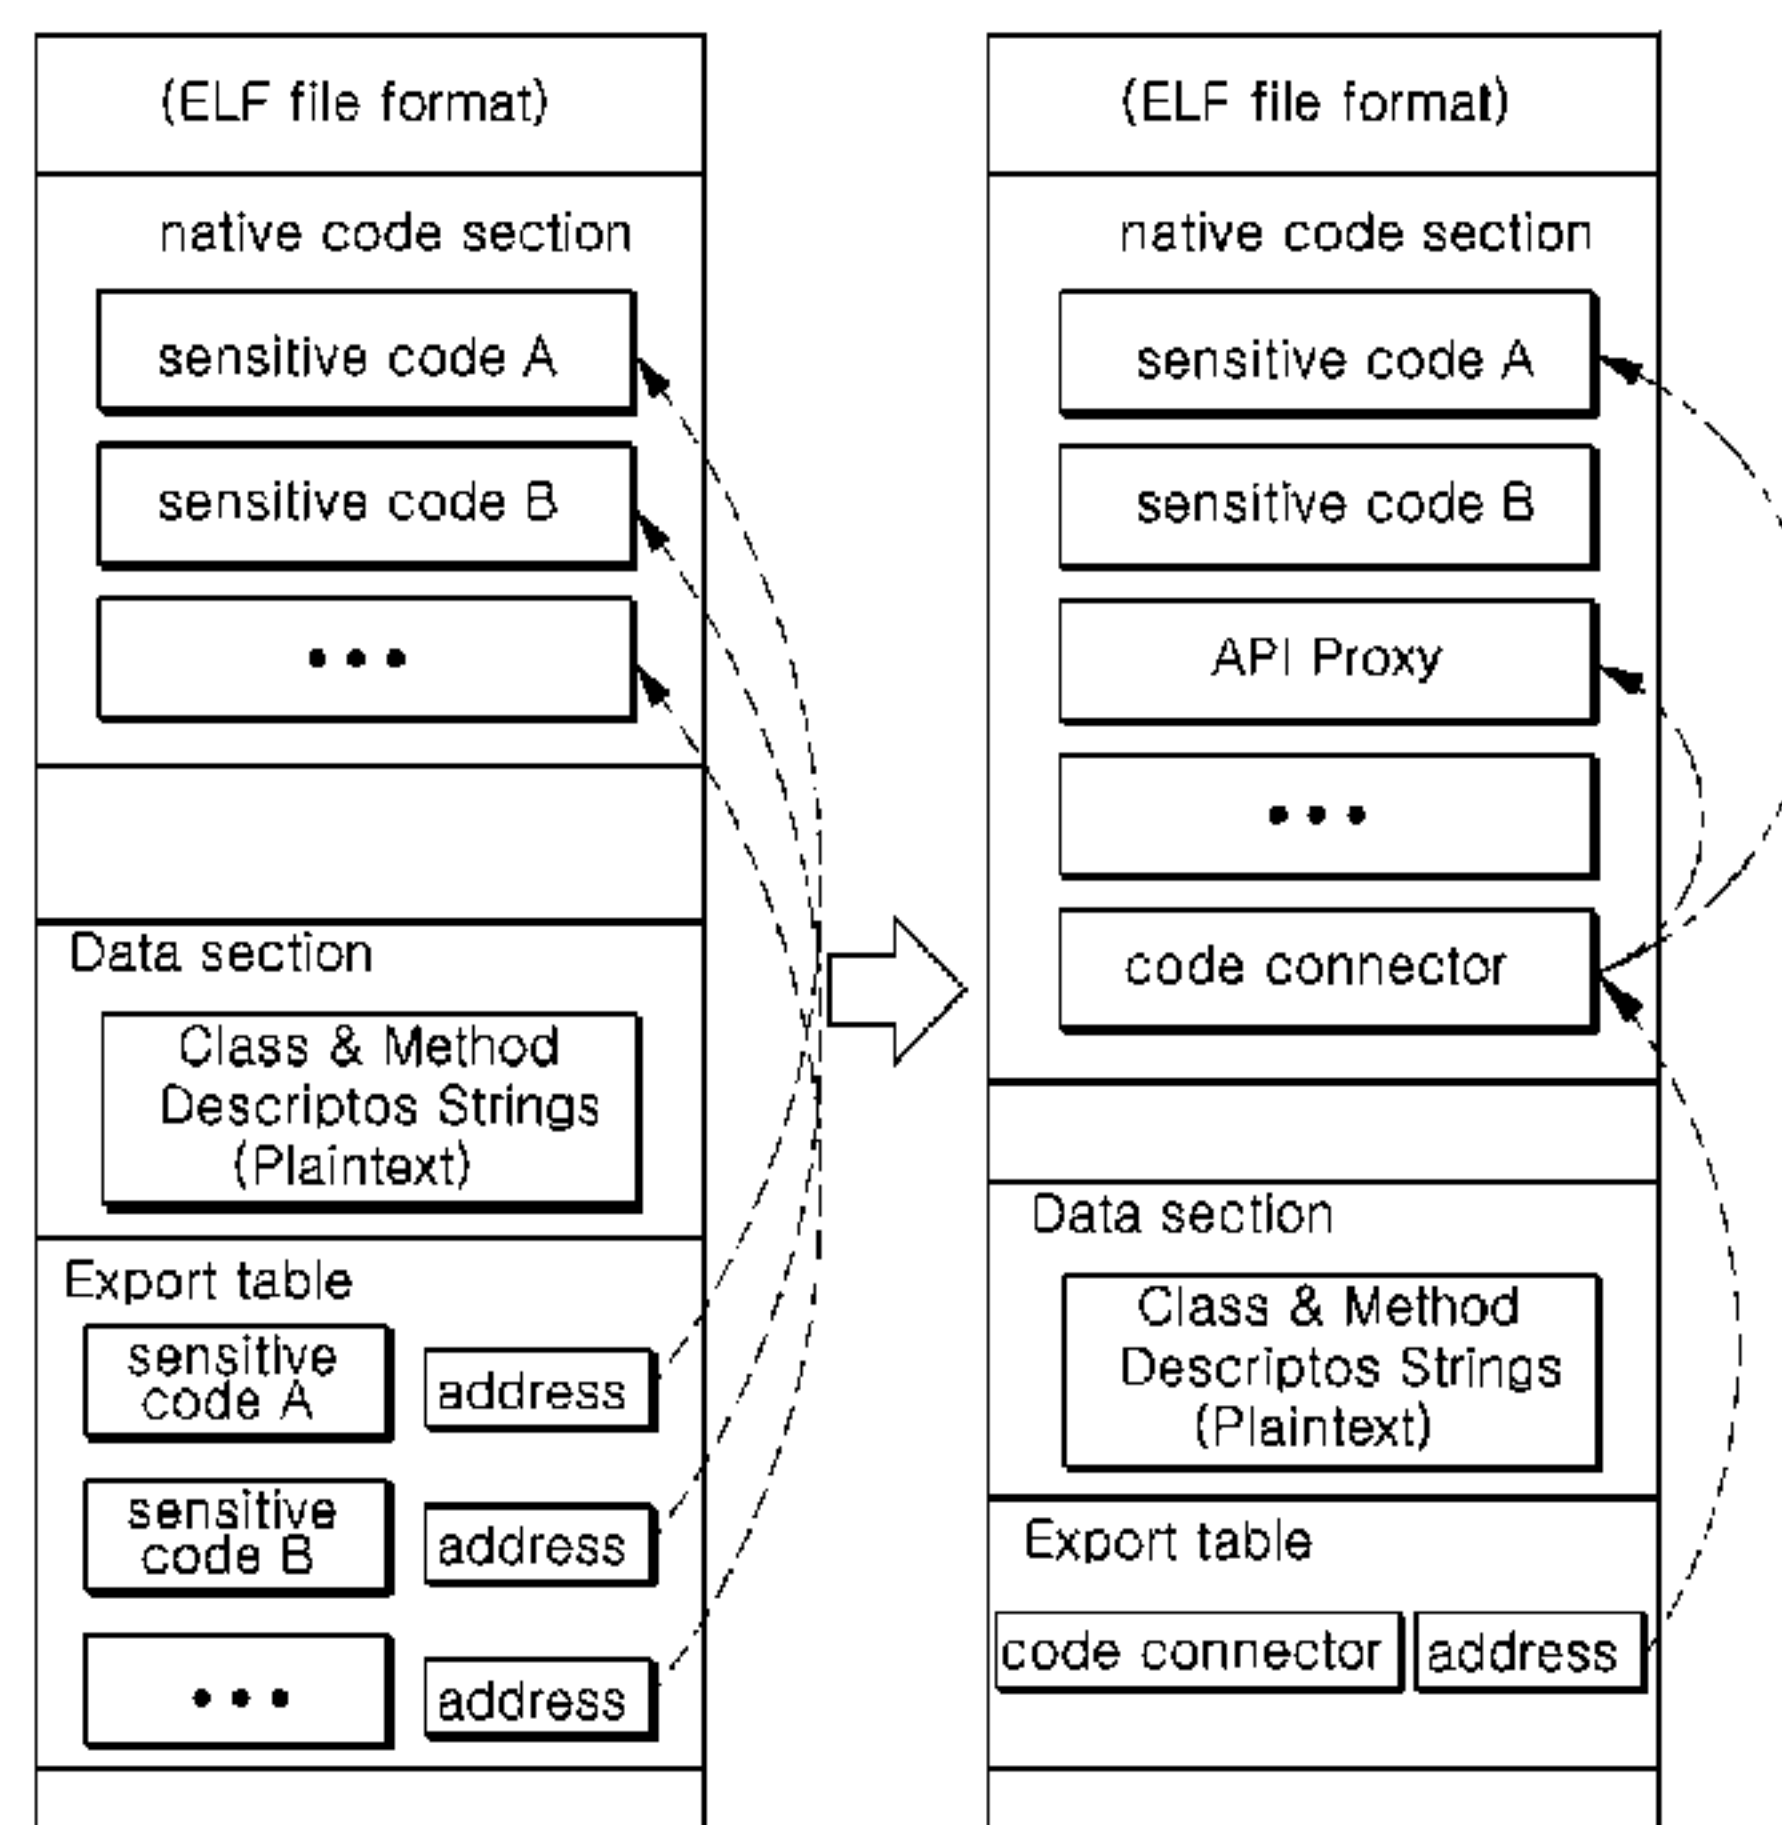 (ELF file format)
native code section
sensitive code A
sensitive code B
•••
Data section
Class & Method
Descriptos Strings
(Plaintext)
Export table
sensitive
code A
address
sensitive
code B
address
•••
address
(ELF file format)
native code section
sensitive code A
sensitive code B
API Proxy
•••
code connector
Data section
Class & Method
Descriptos Strings
(Plaintext)
Export table
code connector
address